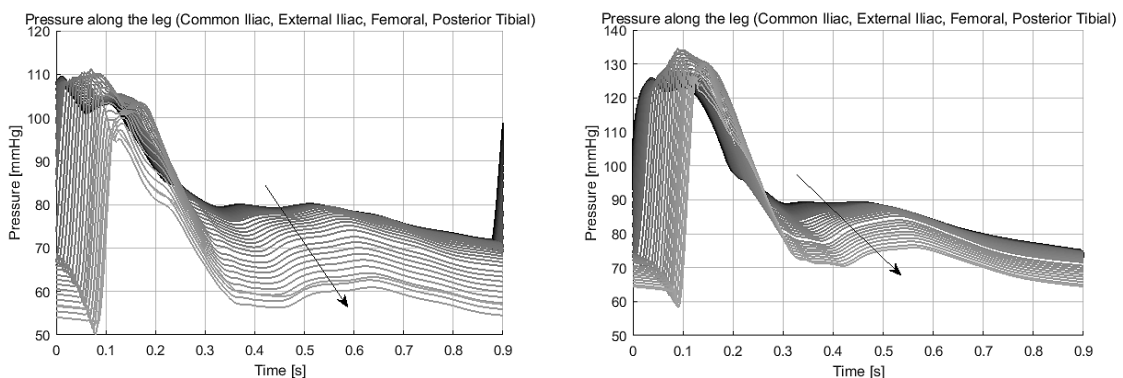 Pressure along the leg (Common Iliac, External Iliac, Femoral, Posterior Tibial)
120
110
100
90
80
70
60
50
Pressure [mmHg]
0 0.1 0.2 0.3 0.4 0.5 0.6 0.7 0.8 0.9
Time [s]
Pressure along the leg (Common Iliac, External Iliac, Femoral, Posterior Tibial)
140
130
120
110
100
90
80
70
60
50
Pressure [mmHg]
0 0.1 0.2 0.3 0.4 0.5 0.6 0.7 0.8 0.9
Time [s]